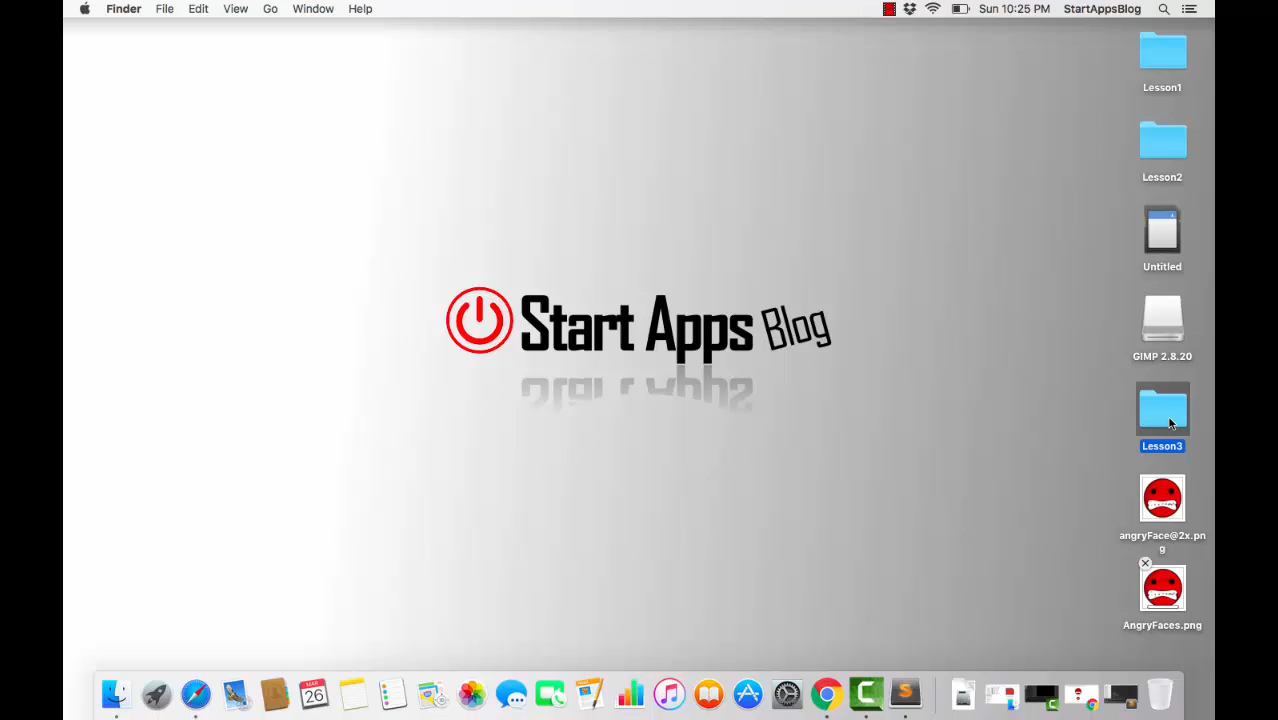 Finder File Edit View Go Window Help Sun 10:25 PM StartAppsBlog
Lesson1
Lesson2
Untitled
GIMP 2.8.20
Start Apps Blog
Lesson3
angryFace@2x.pn
g
AngryFaces.png
MAR
26